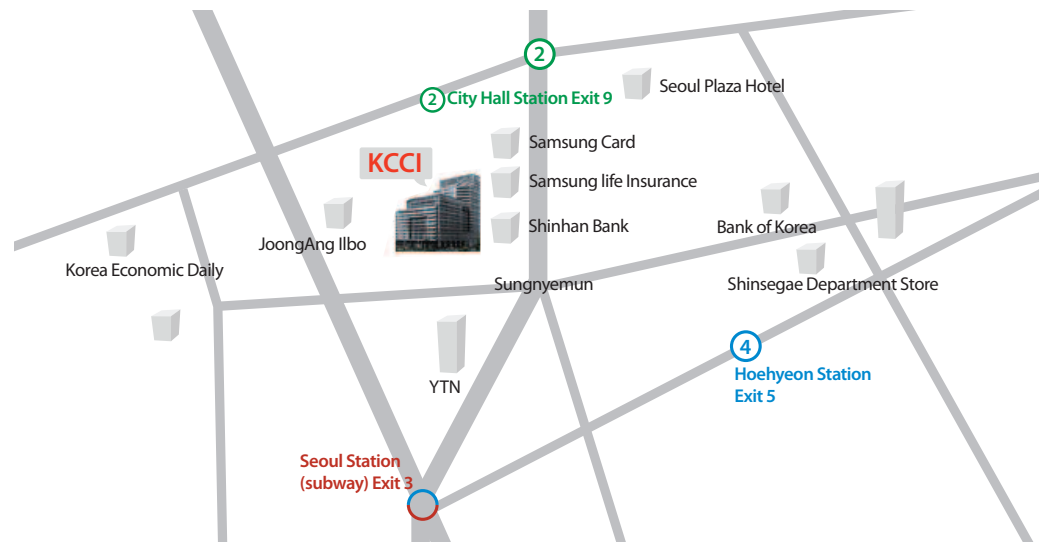 2
Seoul Plaza Hotel
2 City Hall Station Exit 9
Samsung Card
KCCI
Samsung life Insurance
Shinhan Bank
Bank of Korea
JoongAng Ilbo
Korea Economic Daily
Sungnyemun
Shinsegae Department Store
4
Hoehyeon Station
Exit 5
YTN
Seoul Station
(subway) Exit 3